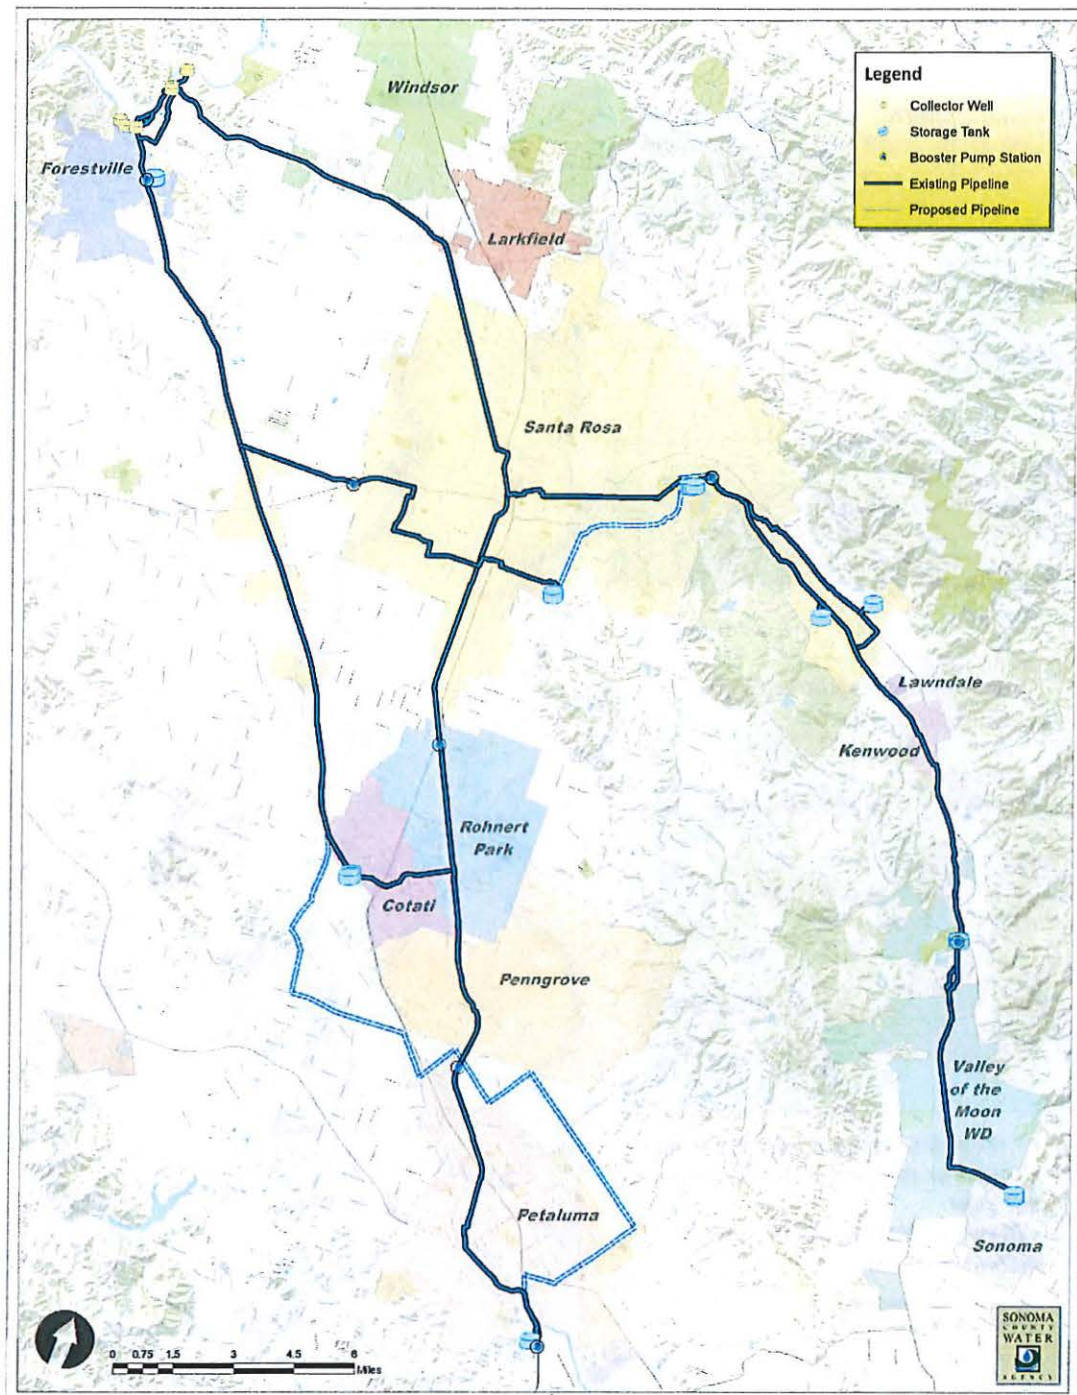 Windsor
Forestville
Larkfield
Santa Rosa
Lawndale
Kenwood
Rohnert
Park
Cotati
Penngrove
Valley
of the
Moon
WD
Petaluma
Sonoma
Legend
Collector Well
Storage Tank
Booster Pump Station
Existing Pipeline
Proposed Pipeline
0 0.75 1.5 3 4.5 6
Miles
SONOMA
COUNTY
WATER
AGENCY